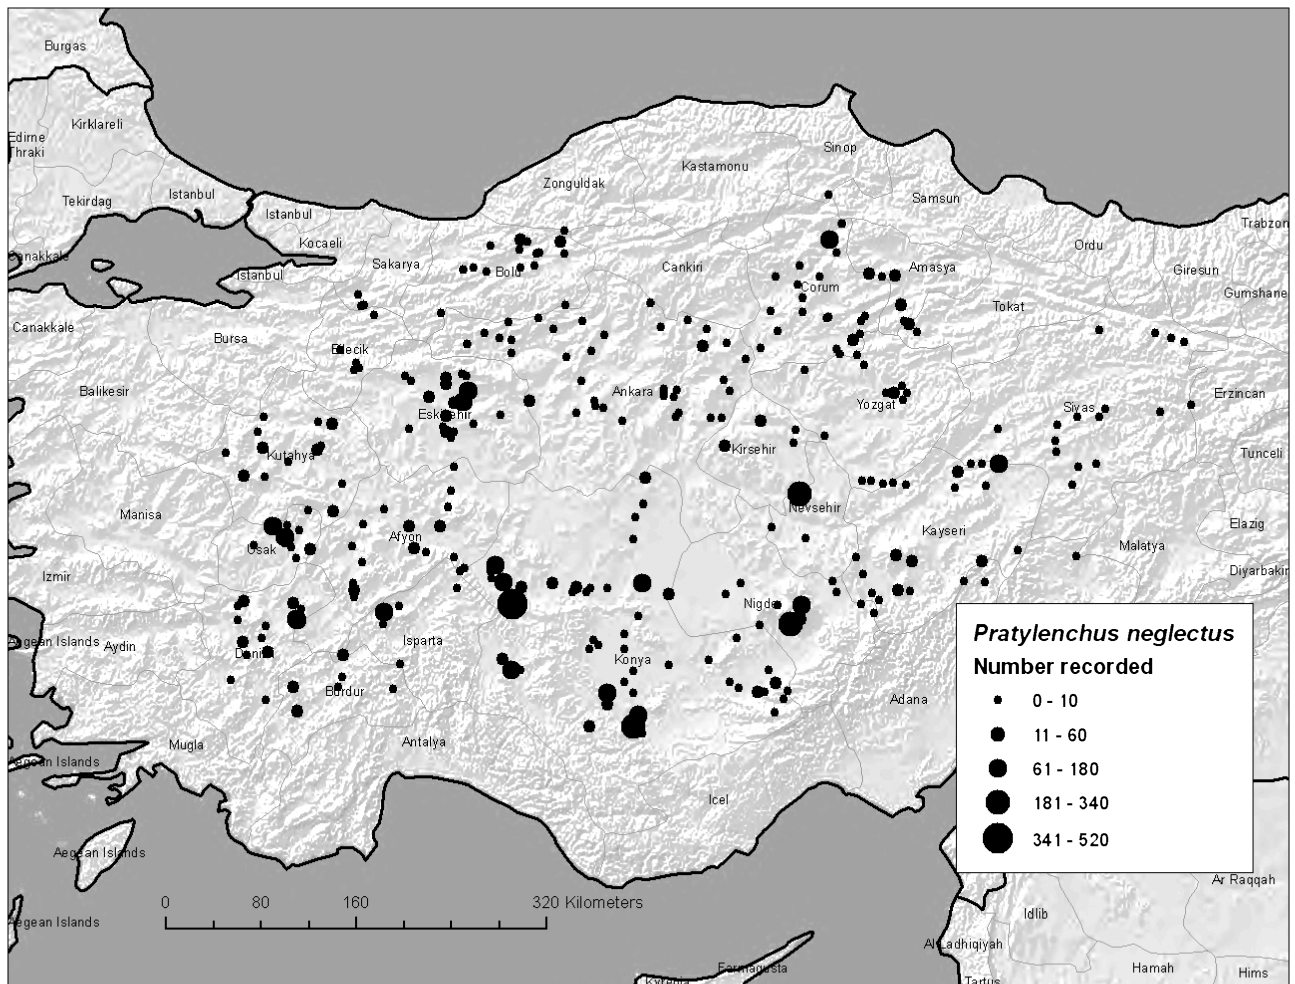 Burgas
Kirklareli
Edirne
Thraki
Tekirdag
Istanbul
Istanbul
Kocaeli
Sakarya
Zonguldak
Kastamonu
Sinop
Samsun
Trabzon
Ordu
Giresun
Gumshane
Canakkale
Istanbul
Bolu
Cankiri
Corum
Amasya
Tokat
Canakkale
Bursa
Bilecik
Balikesir
Eskisehir
Ankara
Yozgat
Sivas
Erzincan
Kutahya
Kirsehir
Tunceli
Manisa
Usak
Afyon
Nevsehir
Kayseri
Elazig
Malatya
Izmir
Diyarbakir
Nigde
Aegean Islands
Aydin
Denizli
Isparta
Konya
Burdur
Adana
Mugla
Antalya
Aegean Islands
Icel
Aegean Islands
Aegean Islands
Pratylenchus neglectus
Number recorded
0 - 10
11 - 60
61 - 180
181 - 340
341 - 520
0 80 160 320 Kilometers
Ar Raqqah
Idlib
Al Ladhiqiyah
Hamah
Hims
Tartus
Farmagusta
Kyrenia